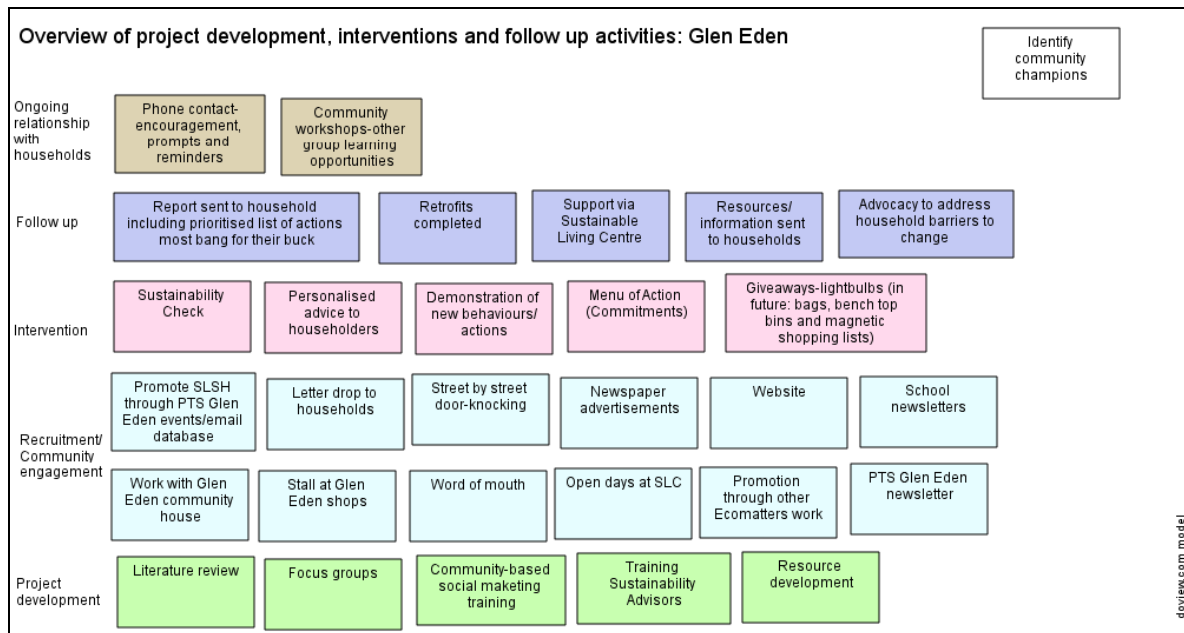 Overview of project development, interventions and follow up activities: Glen Eden
Identify
community
champions
Ongoing
relationship
with
households
Phone contact-
encouragement,
prompts and
reminders
Community
workshops-other
group learning
opportunities
Follow up
Report sent to household
including prioritised list of actions
most bang for their buck
Retrofits
completed
Support via
Sustainable
Living Centre
Resources/
information sent
to households
Advocacy to address
household barriers to
change
Intervention
Sustainability
Check
Personalised
advice to
householders
Demonstration of
new behaviours/
actions
Menu of Action
(Commitments)
Giveaways-lightbulbs (in
future: bags, bench top
bins and magnetic
shopping lists)
Recruitment/
Community
engagement
Promote SLSH
through PTS Glen
Eden events/email
database
Letter drop to
households
Street by street
door-knocking
Newspaper
advertisements
Website
School
newsletters
Work with Glen
Eden community
house
Stall at Glen
Eden shops
Word of mouth
Open days at SLC
Promotion
through other
Ecomatters work
PTS Glen Eden
newsletter
Project
development
Literature review
Focus groups
Community-based
social maketing
training
Training
Sustainability
Advisors
Resource
development
doview.com model